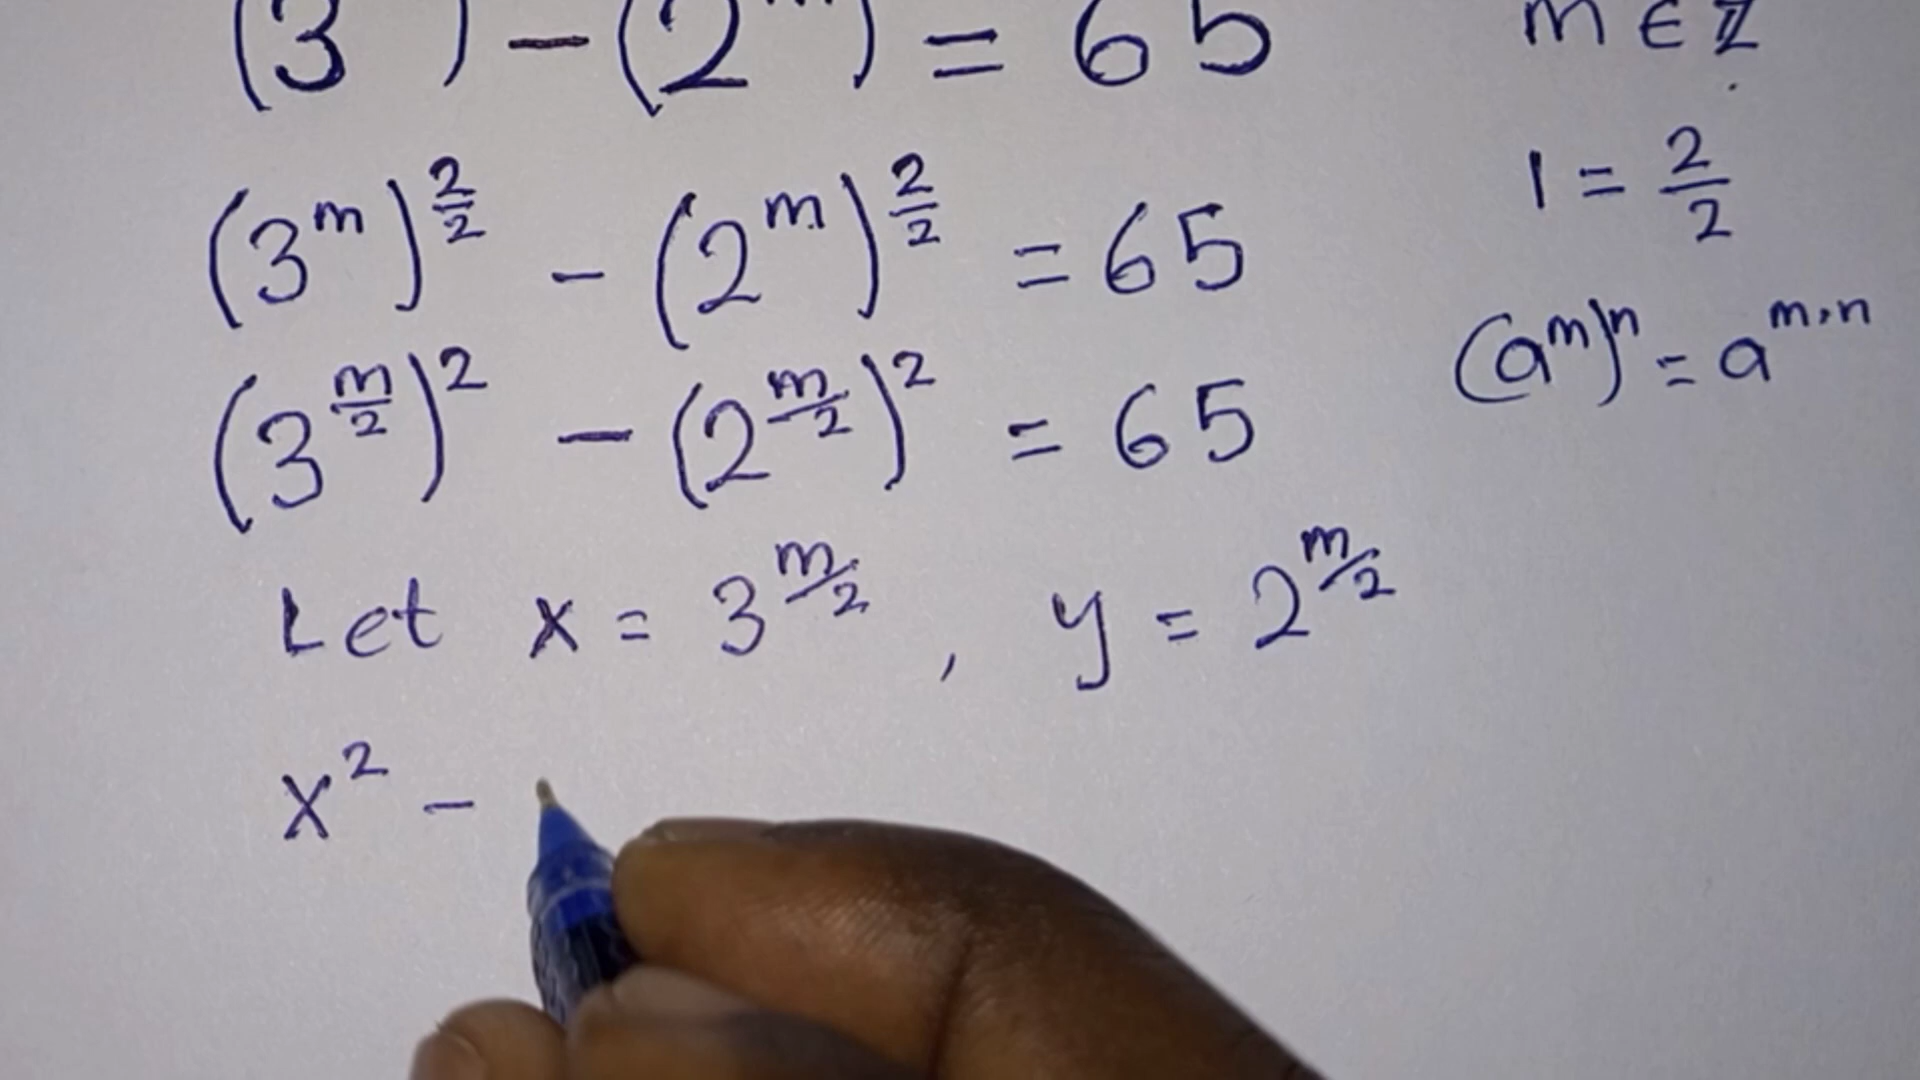 (3 ) - (2^m) = 65 m ∈ Z
(3^m)^{2/2} - (2^m)^{2/2} = 65 1 = 2/2
(3^{m/2})^2 - (2^{m/2})^2 = 65 (a^m)^n = a^{m·n}
Let x = 3^{m/2}, y = 2^{m/2}
x^2 -